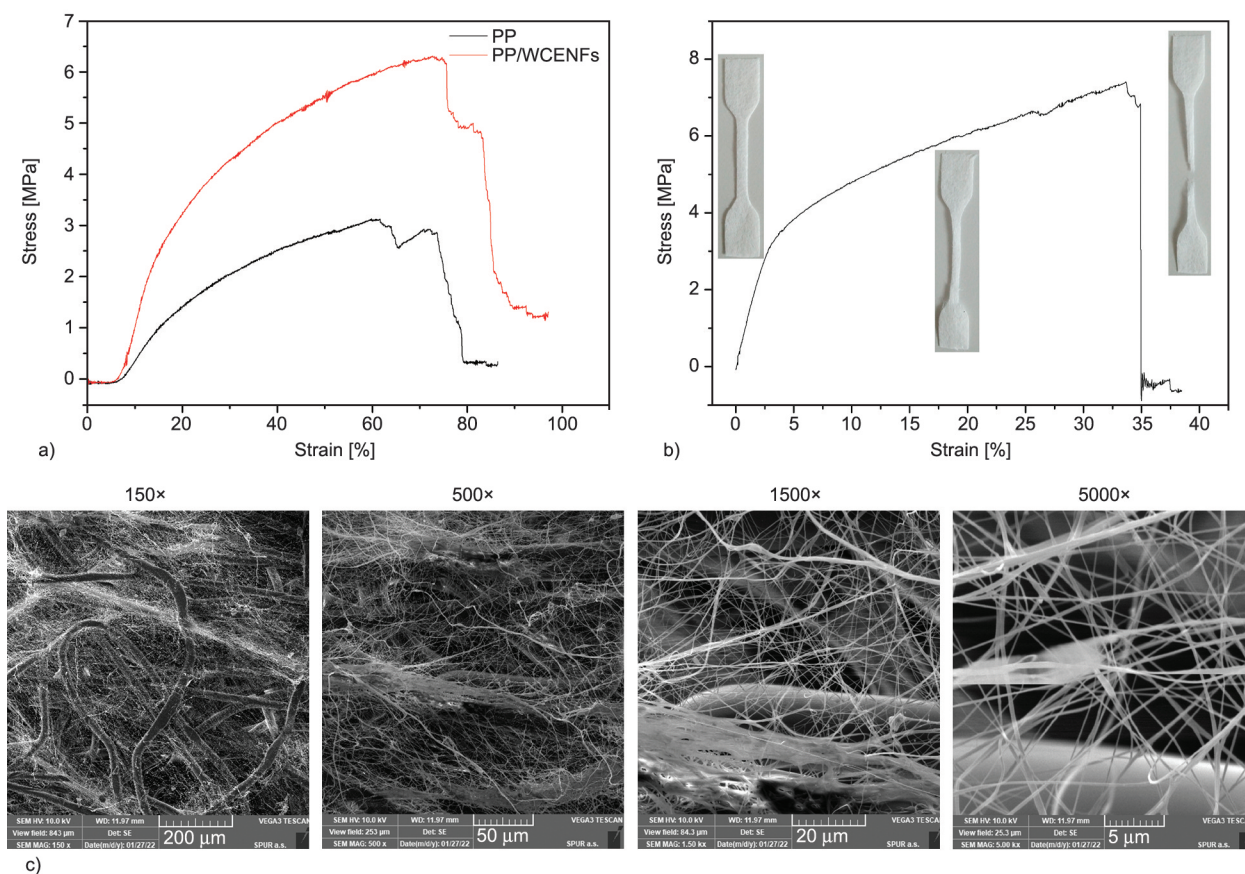 7
6
5
4
3
2
1
0
Stress [MPa]
PP
PP/WCENFs
0 20 40 60 80 100
Strain [%]
a)
8
6
4
2
0
Stress [MPa]
0 5 10 15 20 25 30 35 40
Strain [%]
b)
150×
500×
1500×
5000×
SEM HV: 10.0 kV WD: 11.97 mm VEGA3 TESCAN
View field: 843 µm Det: SE 200 µm
SEM MAG: 150 x Date(m/d/y): 01/27/22 SPUR a.s.
SEM HV: 10.0 kV WD: 11.97 mm VEGA3 TESCAN
View field: 253 µm Det: SE 50 µm
SEM MAG: 500 x Date(m/d/y): 01/27/22 SPUR a.s.
SEM HV: 10.0 kV WD: 11.97 mm VEGA3 TESCAN
View field: 84.3 µm Det: SE 20 µm
SEM MAG: 1.50 kx Date(m/d/y): 01/27/22 SPUR a.s.
SEM HV: 10.0 kV WD: 11.97 mm VEGA3 TESCAN
View field: 25.3 µm Det: SE 5 µm
SEM MAG: 5.00 kx Date(m/d/y): 01/27/22 SPUR a.s.
c)